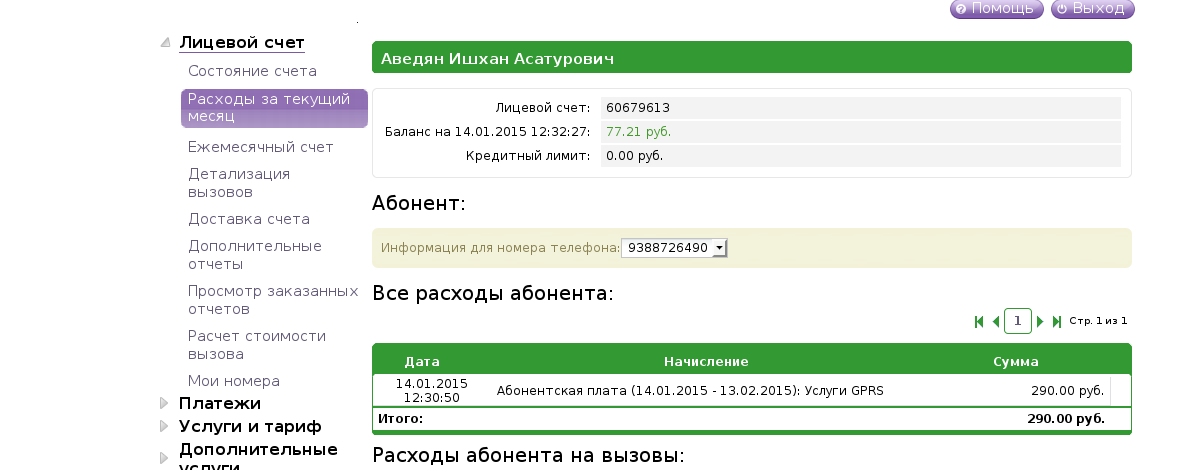 Помощь
Выход
Лицевой счет
Состояние счета
Расходы за текущий
месяц
Ежемесячный счет
Детализация
вызовов
Доставка счета
Дополнительные
отчеты
Просмотр заказанных
отчетов
Расчет стоимости
вызова
Мои номера
Платежи
Услуги и тариф
Дополнительные
услуги
Аведян Ишхан Асатурович
Лицевой счет: 60679613
Баланс на 14.01.2015 12:32:27: 77.21 руб.
Кредитный лимит: 0.00 руб.
Абонент:
Информация для номера телефона: 9388726490
Все расходы абонента:
1 Стр. 1 из 1
Дата Начисление Сумма
14.01.2015
12:30:50
Абонентская плата (14.01.2015 - 13.02.2015): Услуги GPRS 290.00 руб.
Итого: 290.00 руб.
Расходы абонента на вызовы: